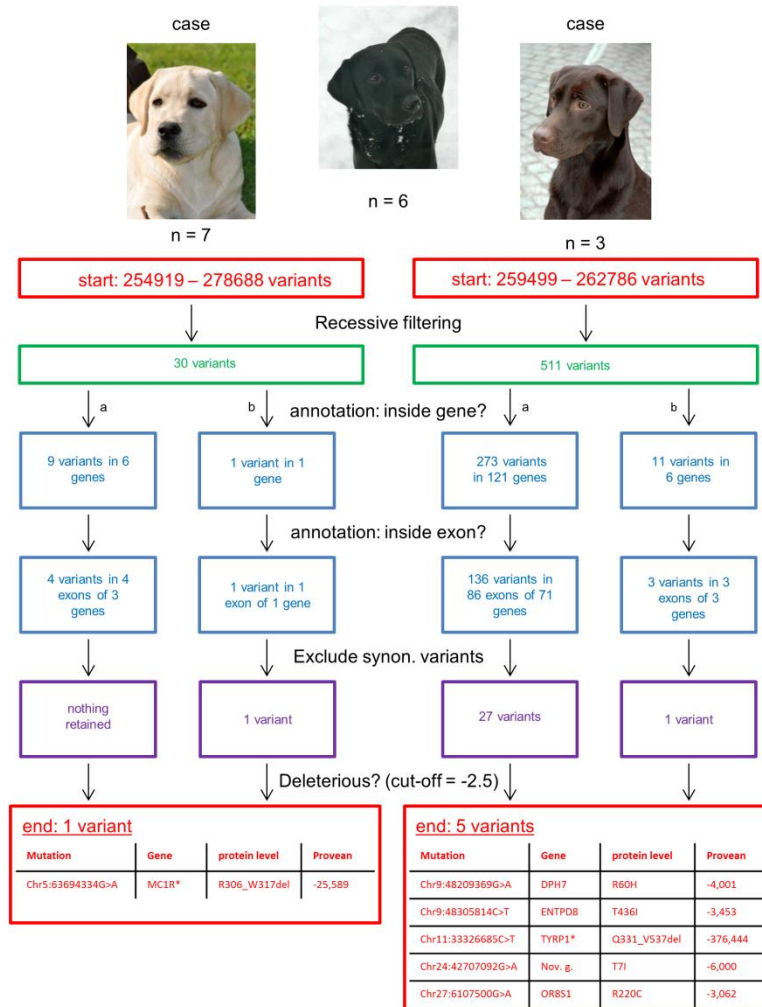 case
case
n = 7
n = 6
n = 3
start: 254919 – 278688 variants
start: 259499 – 262786 variants
Recessive filtering
30 variants
511 variants
a
b
annotation: inside gene?
a
b
9 variants in 6
genes
1 variant in 1
gene
273 variants
in 121 genes
11 variants in
6 genes
annotation: inside exon?
4 variants in 4
exons of 3
genes
1 variant in 1
exon of 1 gene
136 variants in
86 exons of 71
genes
3 variants in 3
exons of 3
genes
Exclude synon. variants
nothing
retained
1 variant
27 variants
1 variant
Deleterious? (cut-off = -2.5)
end: 1 variant
Mutation Gene protein level Provean
Chr5:63694334G>A MC1R* R306_W317del -25,589
end: 5 variants
Mutation Gene protein level Provean
Chr9:48209369G>A DPH7 R60H -4,001
Chr9:48305814C>T ENTPD8 T436I -3,453
Chr11:33326685C>T TYRP1* Q331_V537del -376,444
Chr24:42707092G>A Nov. g. T7I -6,000
Chr27:6107500G>A OR8S1 R220C -3,062